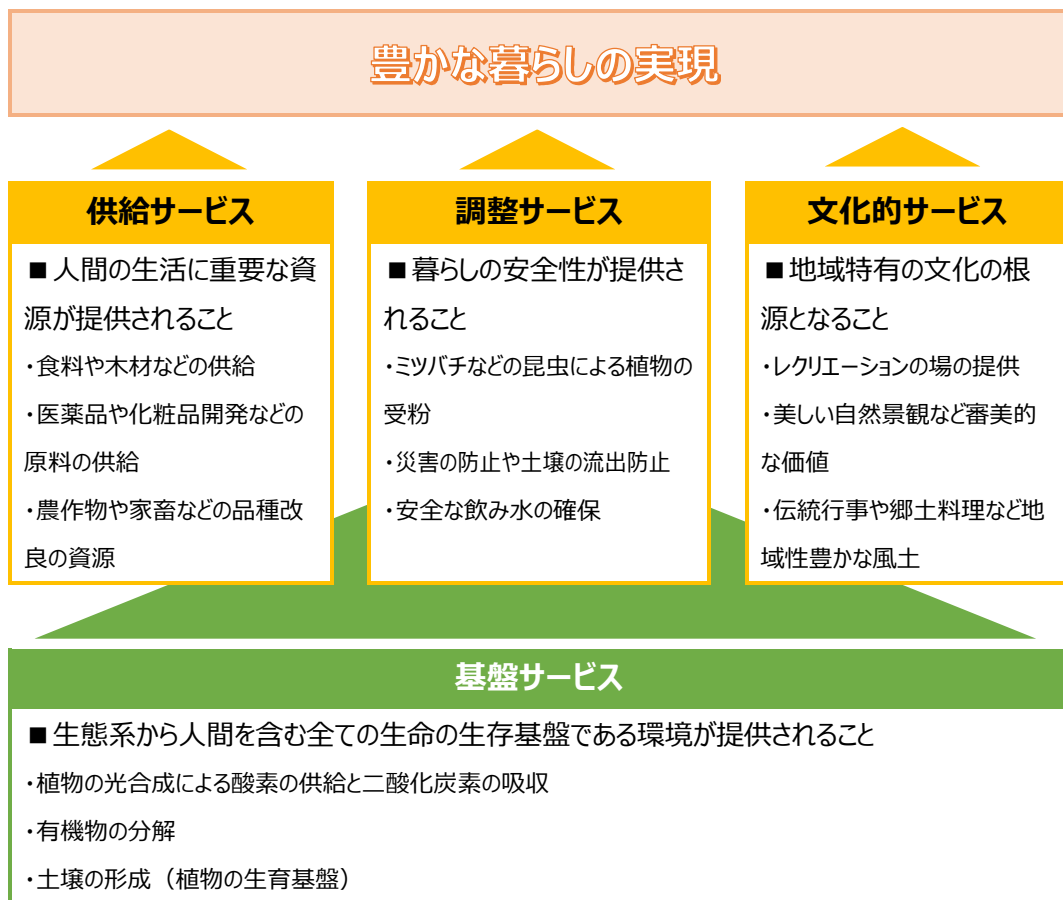 豊かな暮らしの実現
供給サービス
■人間の生活に重要な資
源が提供されること
・食料や木材などの供給
・医薬品や化粧品開発などの
原料の供給
・農作物や家畜などの品種改
良の資源
調整サービス
■暮らしの安全性が提供さ
れること
・ミツバチなどの昆虫による植物の
受粉
・災害の防止や土壌の流出防止
・安全な飲み水の確保
文化的サービス
■地域特有の文化の根
源となること
・レクリエーションの場の提供
・美しい自然景観など審美的
な価値
・伝統行事や郷土料理など地
域性豊かな風土
基盤サービス
■生態系から人間を含む全ての生命の生存基盤である環境が提供されること
・植物の光合成による酸素の供給と二酸化炭素の吸収
・有機物の分解
・土壌の形成（植物の生育基盤）